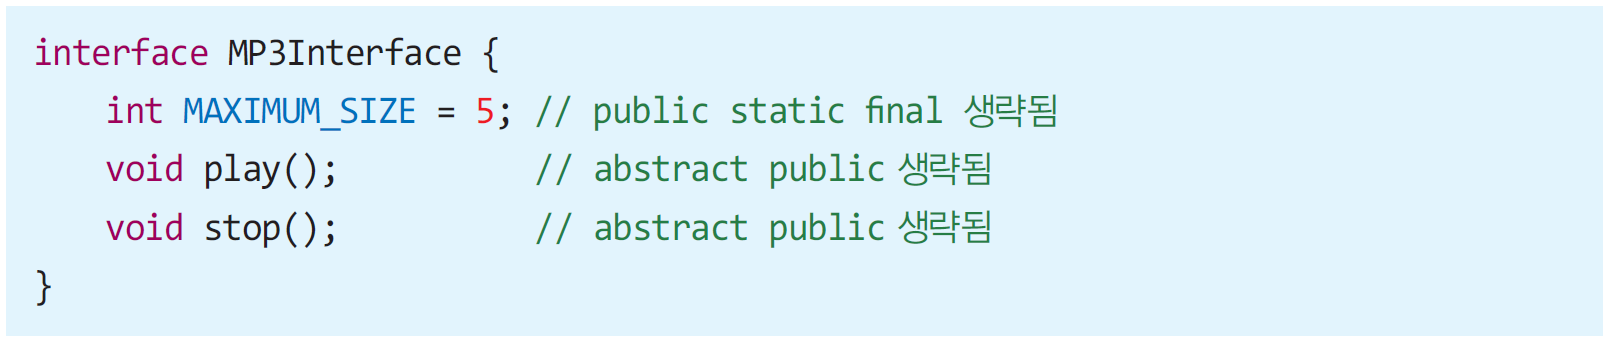 interface MP3Interface {
int MAXIMUM_SIZE = 5; // public static final 생략됨
void play(); // abstract public 생략됨
void stop(); // abstract public 생략됨
}